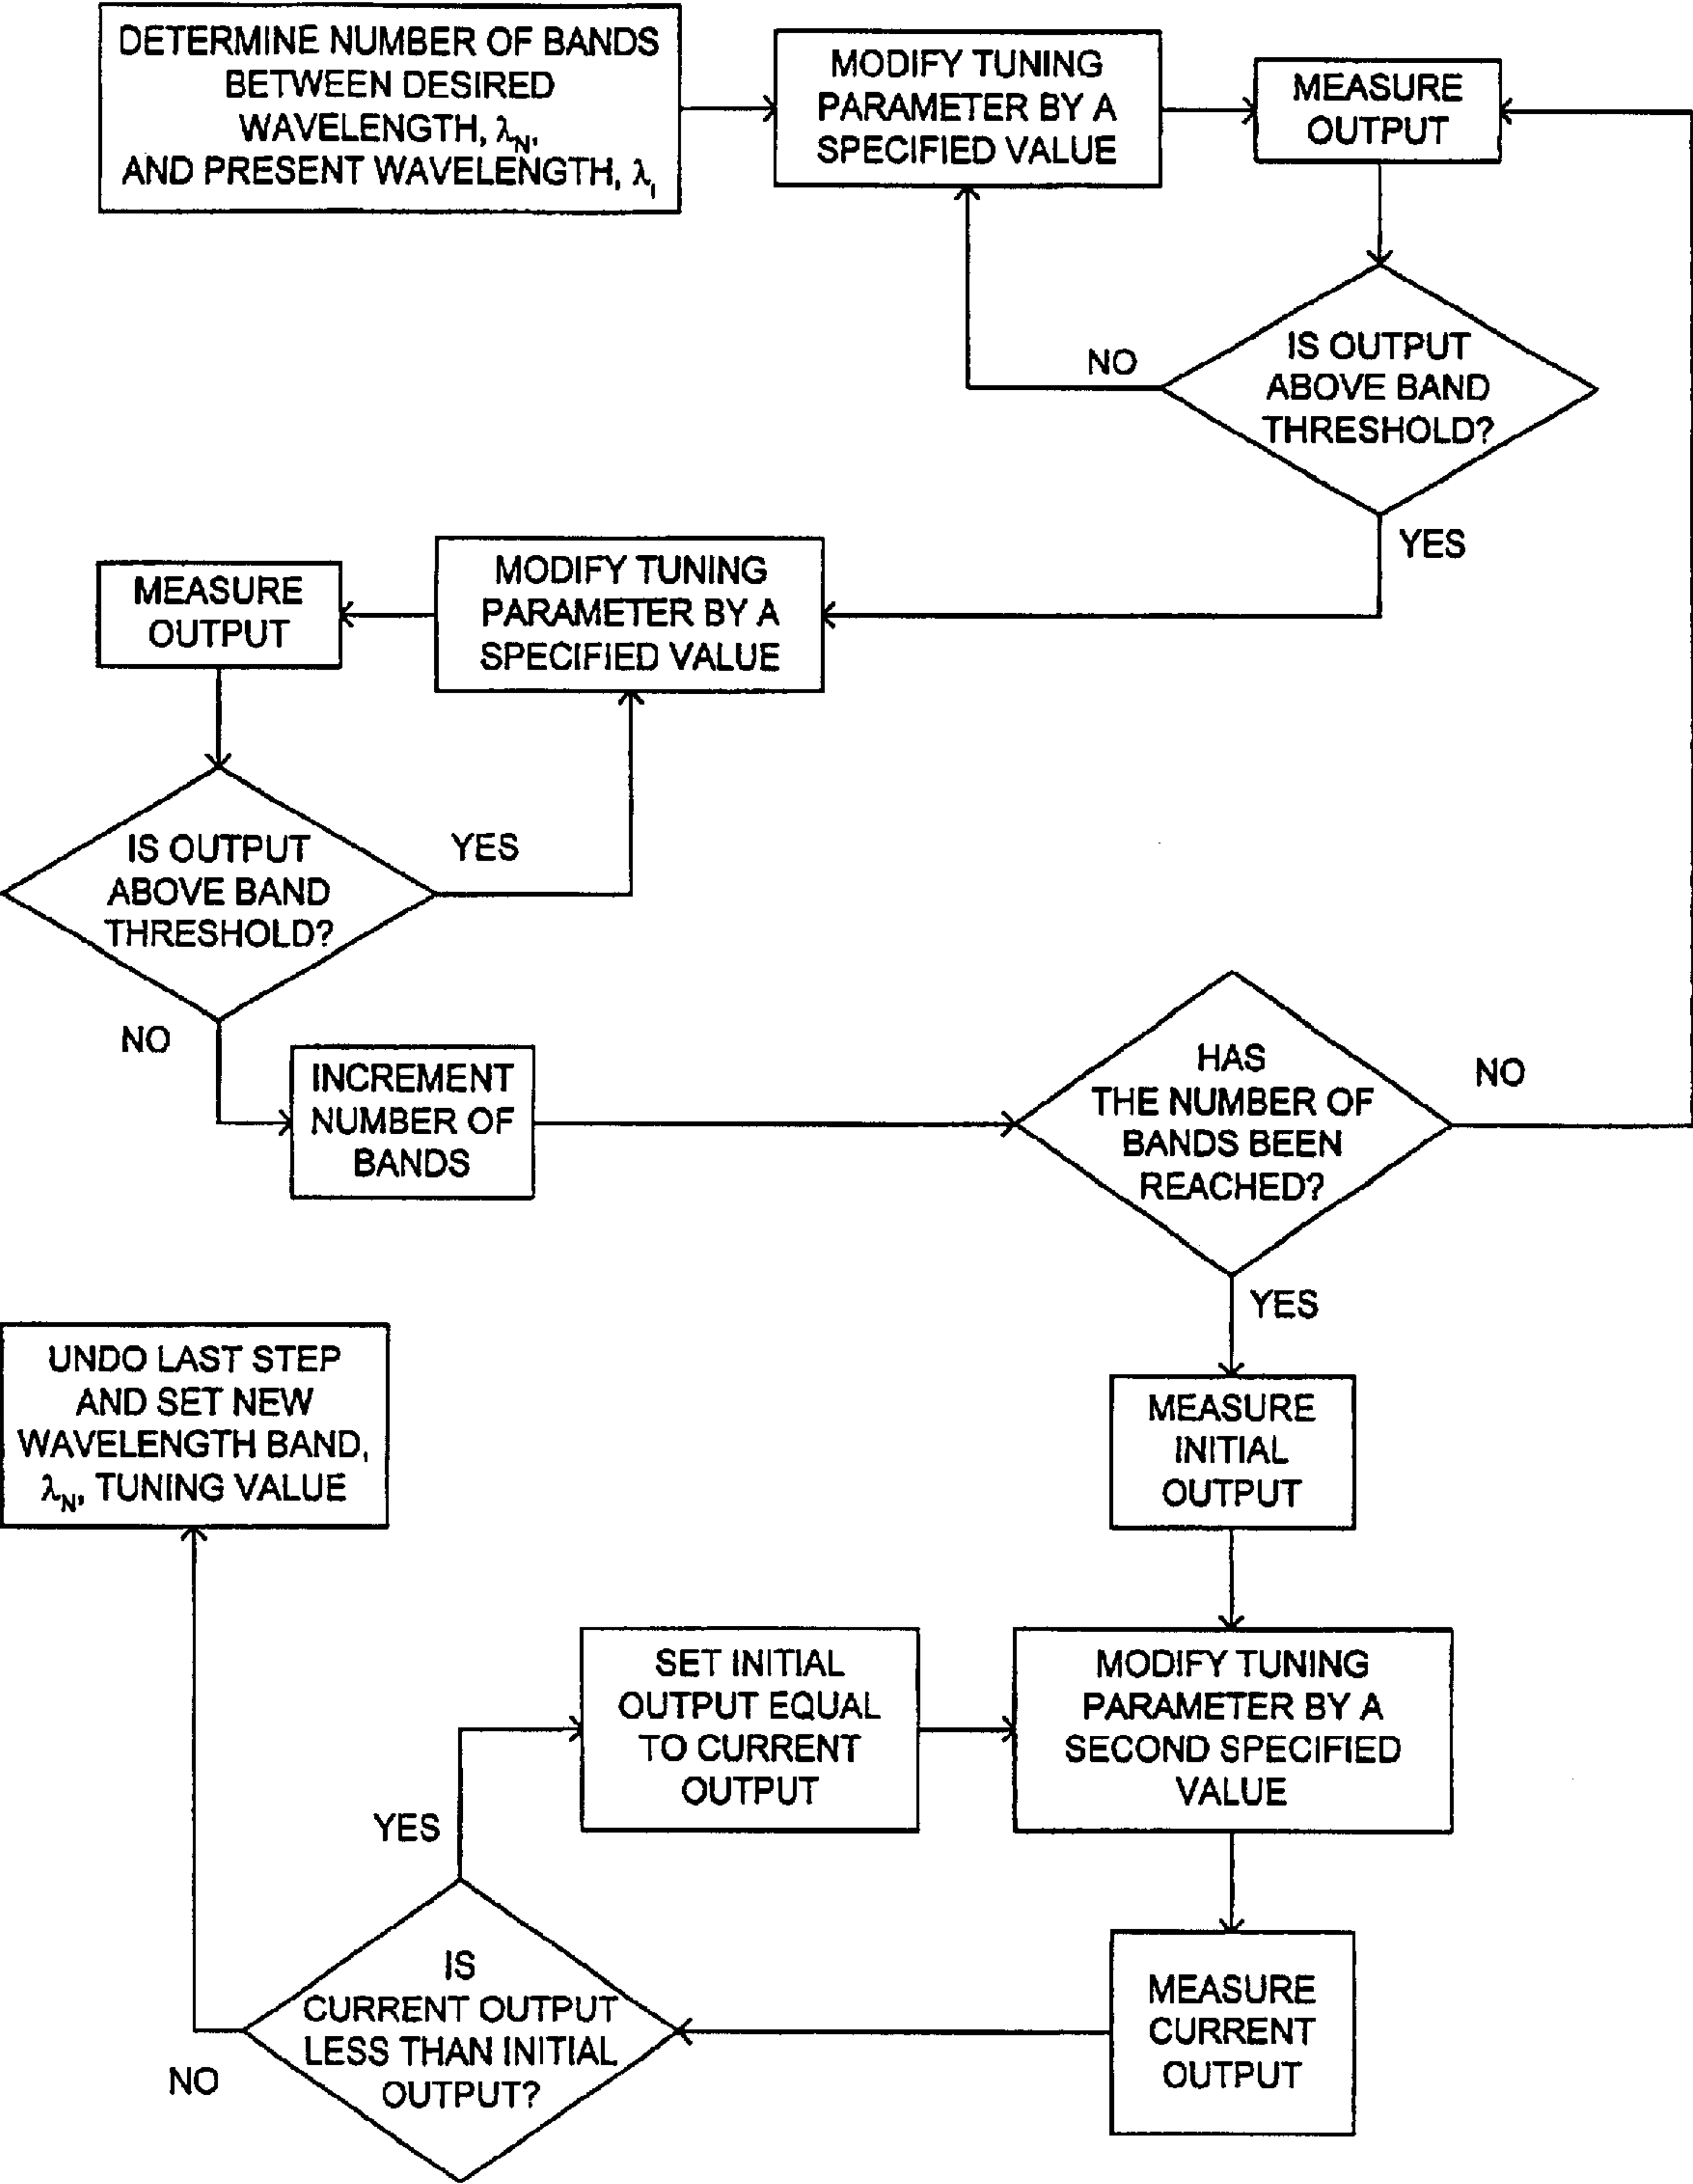 DETERMINE NUMBER OF BANDS
BETWEEN DESIRED
WAVELENGTH, λN,
AND PRESENT WAVELENGTH, λI
MODIFY TUNING
PARAMETER BY A
SPECIFIED VALUE
MEASURE
OUTPUT
IS OUTPUT
ABOVE BAND
THRESHOLD?
NO
YES
MODIFY TUNING
PARAMETER BY A
SPECIFIED VALUE
MEASURE
OUTPUT
IS OUTPUT
ABOVE BAND
THRESHOLD?
YES
NO
INCREMENT
NUMBER OF
BANDS
HAS
THE NUMBER OF
BANDS BEEN
REACHED?
NO
YES
MEASURE
INITIAL
OUTPUT
MODIFY TUNING
PARAMETER BY A
SECOND SPECIFIED
VALUE
MEASURE
CURRENT
OUTPUT
IS
CURRENT OUTPUT
LESS THAN INITIAL
OUTPUT?
YES
SET INITIAL
OUTPUT EQUAL
TO CURRENT
OUTPUT
NO
UNDO LAST STEP
AND SET NEW
WAVELENGTH BAND,
λN, TUNING VALUE